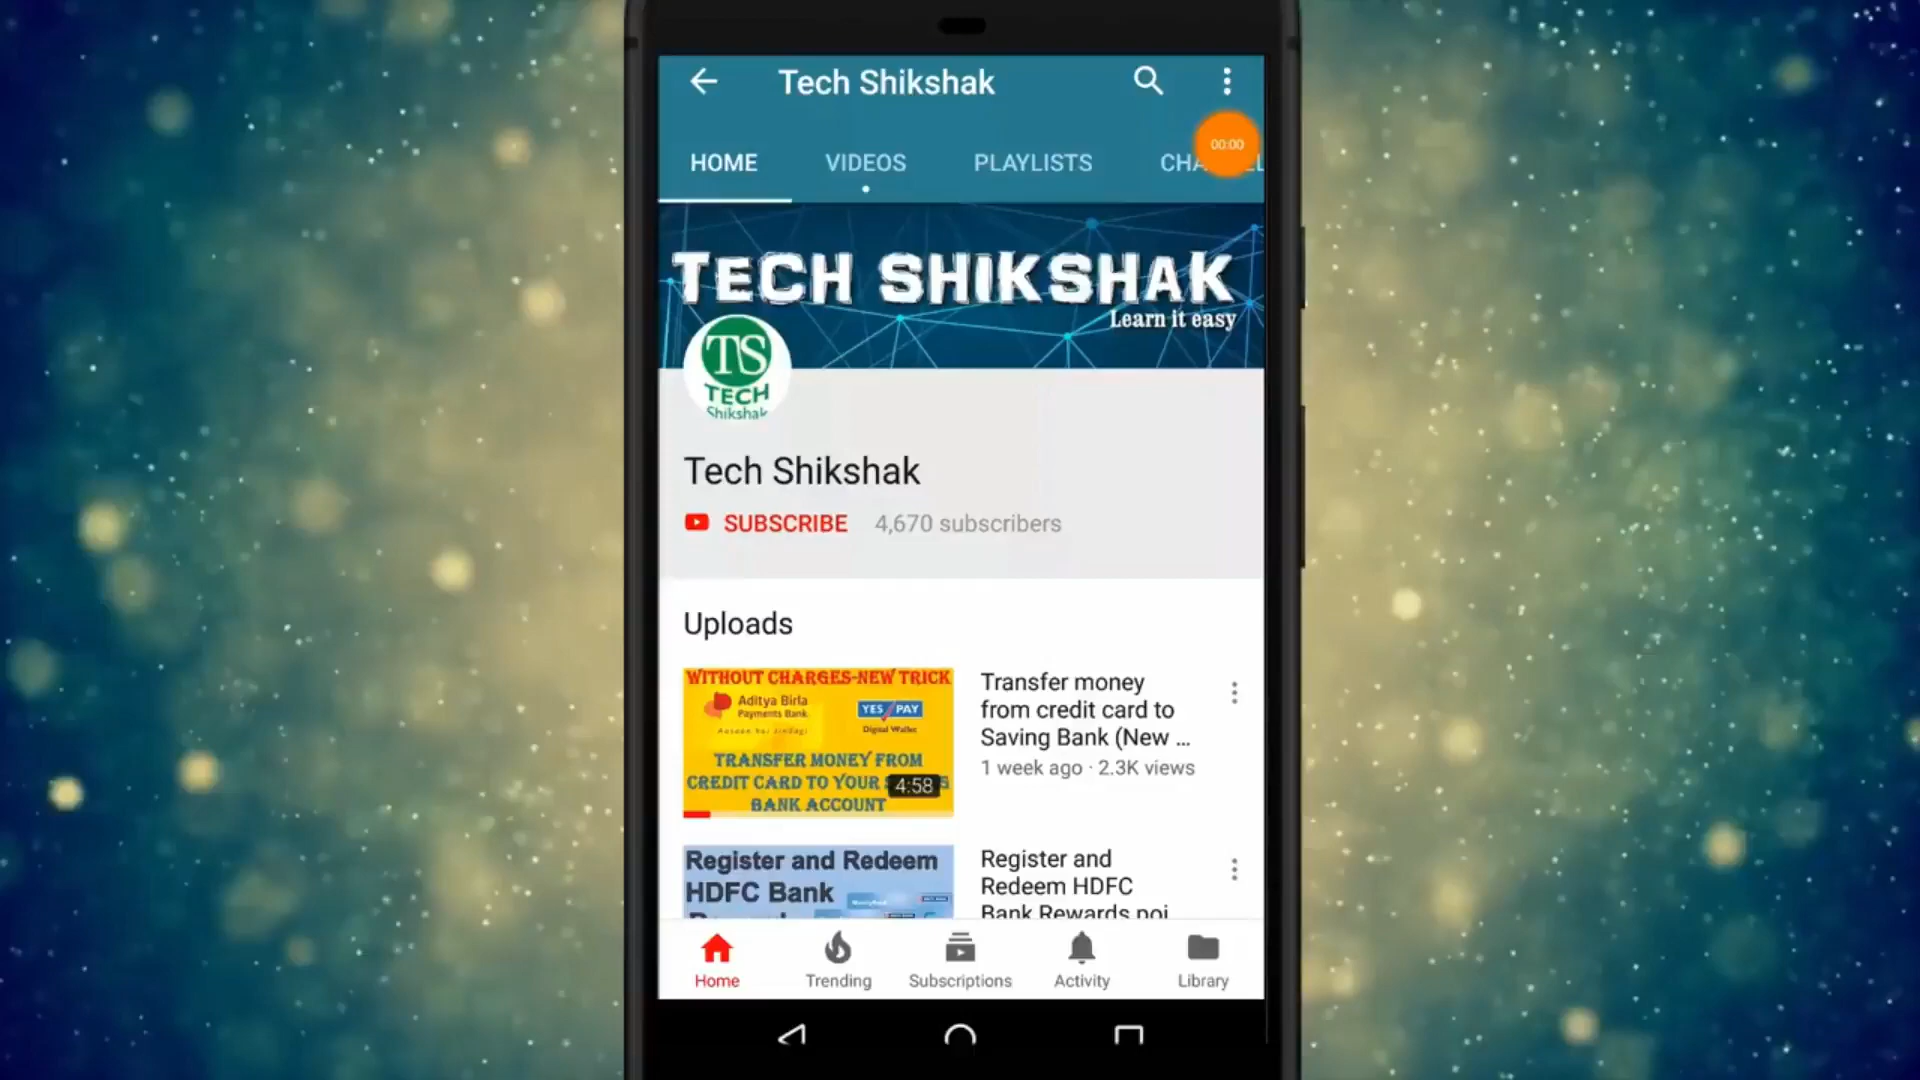 Tech Shikshak
00:00
HOME VIDEOS PLAYLISTS
TECH SHIKSHAK
Learn it easy
TS
TECH
Shikshak
Tech Shikshak
SUBSCRIBE 4,670 subscribers
Uploads
WITHOUT CHARGES-NEW TRICK
Aditya Birla
Payments Bank
YES PAY
Digital Wallet
TRANSFER MONEY FROM
CREDIT CARD TO YOUR
BANK ACCOUNT
4:58
Transfer money
from credit card to
Saving Bank (New ...
1 week ago · 2.3K views
Register and Redeem
HDFC Bank
Register and
Redeem HDFC
Bank Rewards poi
Home Trending Subscriptions Activity Library